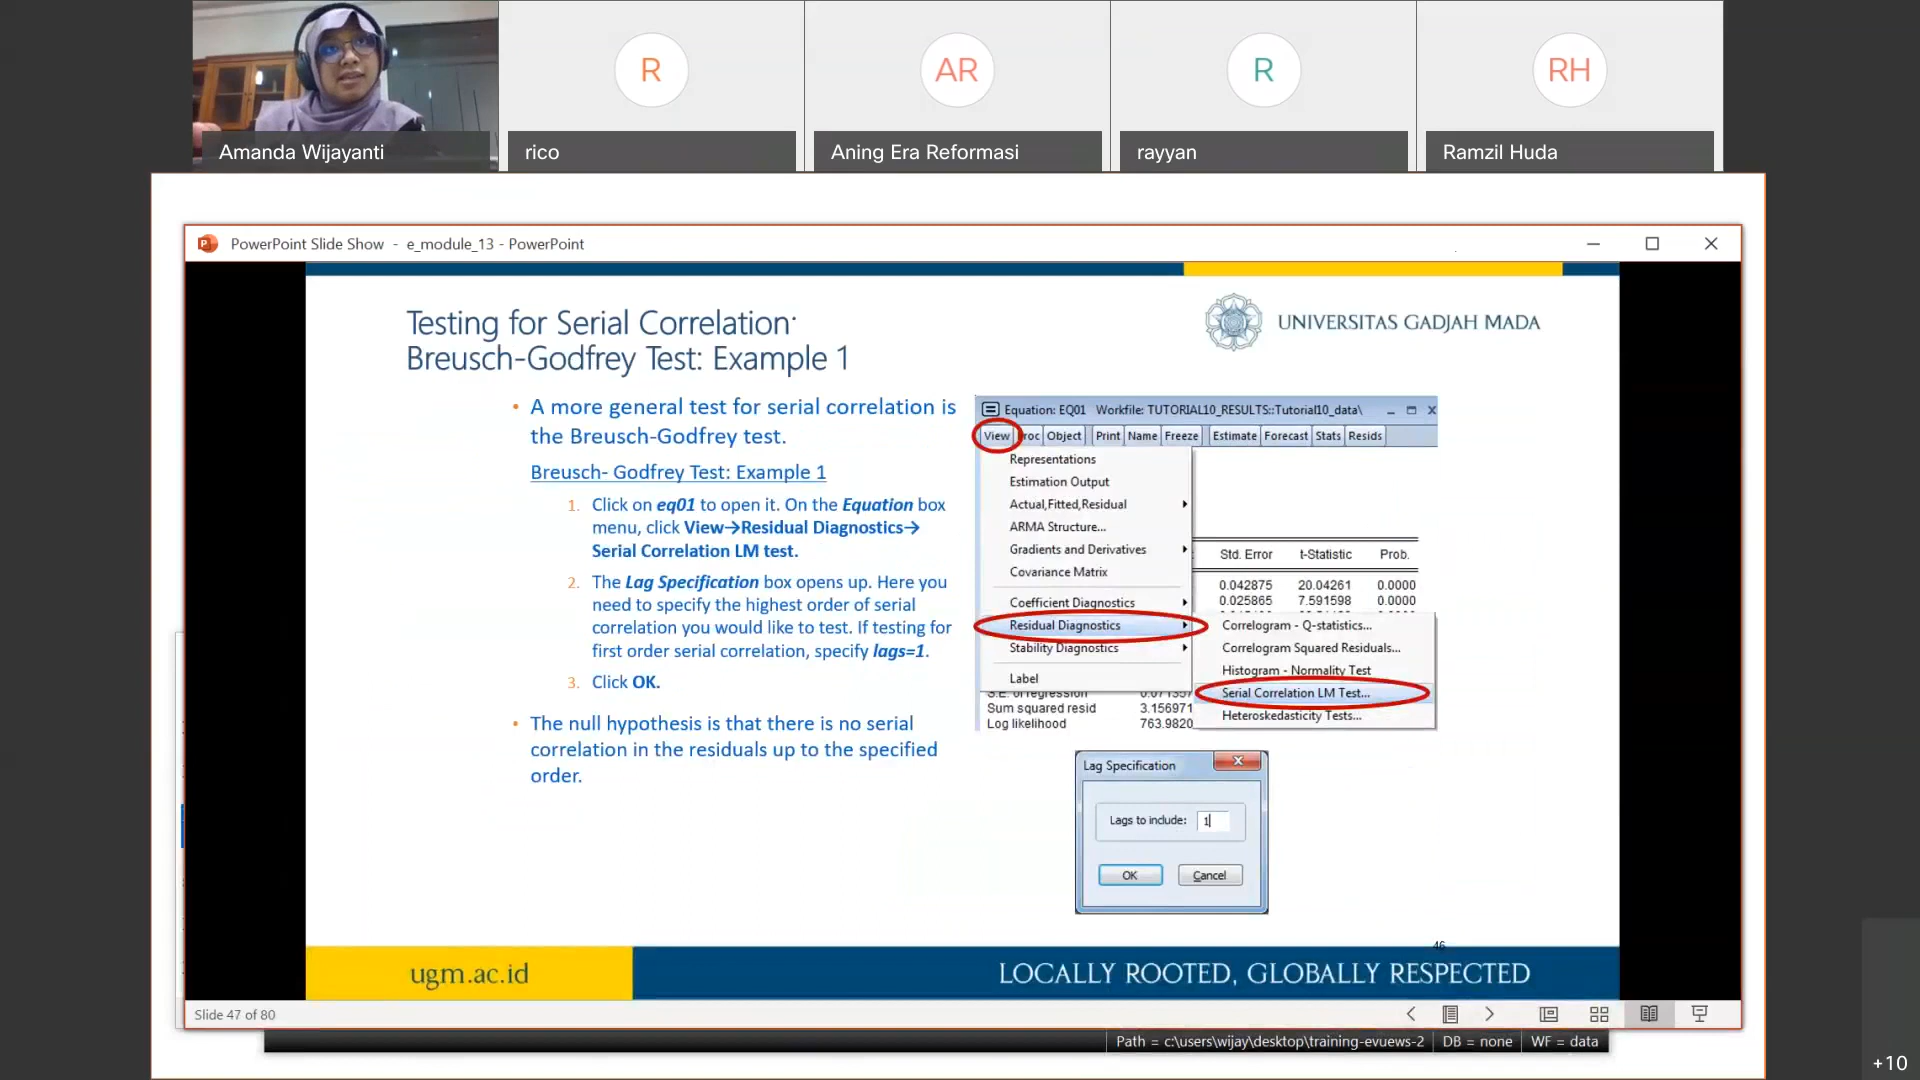 R
AR
R
RH
Amanda Wijayanti
rico
Aning Era Reformasi
rayyan
Ramzil Huda
PowerPoint Slide Show - e_module_13 - PowerPoint
Testing for Serial Correlation:
Breusch-Godfrey Test: Example 1
UNIVERSITAS GADJAH MADA
• A more general test for serial correlation is
the Breusch-Godfrey test.
Breusch- Godfrey Test: Example 1
1. Click on eq01 to open it. On the Equation box
menu, click View→Residual Diagnostics→
Serial Correlation LM test.
2. The Lag Specification box opens up. Here you
need to specify the highest order of serial
correlation you would like to test. If testing for
first order serial correlation, specify lags=1.
3. Click OK.
• The null hypothesis is that there is no serial
correlation in the residuals up to the specified
order.
Equation: EQ01 Workfile: TUTORIAL10_RESULTS::Tutorial10_data\
View Object Print Name Freeze Estimate Forecast Stats Resids
Representations
Estimation Output
Actual,Fitted,Residual
ARMA Structure...
Gradients and Derivatives
Covariance Matrix
Coefficient Diagnostics
Residual Diagnostics
Stability Diagnostics
Label
Std. Error t-Statistic Prob.
0.042875 20.04261 0.0000
0.025865 7.591598 0.0000
Correlogram - Q-statistics...
Correlogram Squared Residuals...
Histogram - Normality Test
Serial Correlation LM Test...
Heteroskedasticity Tests...
S.E. of regression 0.071357
Sum squared resid 3.156971
Log likelihood 763.9820
Lag Specification
Lags to include: 1
OK Cancel
46
ugm.ac.id
LOCALLY ROOTED, GLOBALLY RESPECTED
Slide 47 of 80
Path = c:\users\wijay\desktop\training-evuews-2 DB = none WF = data
+10